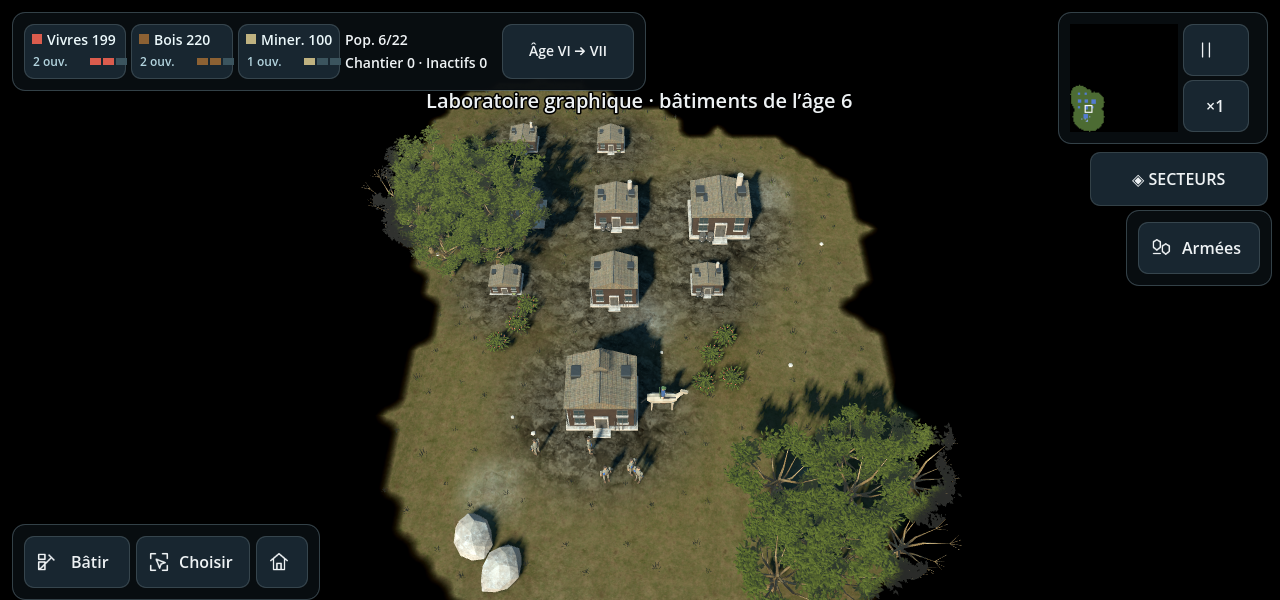 Vivres 199
2 ouv.
Bois 220
2 ouv.
Miner. 100
1 ouv.
Pop. 6/22
Chantier 0 · Inactifs 0
Âge VI → VII
Laboratoire graphique · bâtiments de l’âge 6
×1
◈ SECTEURS
Armées
Bâtir
Choisir